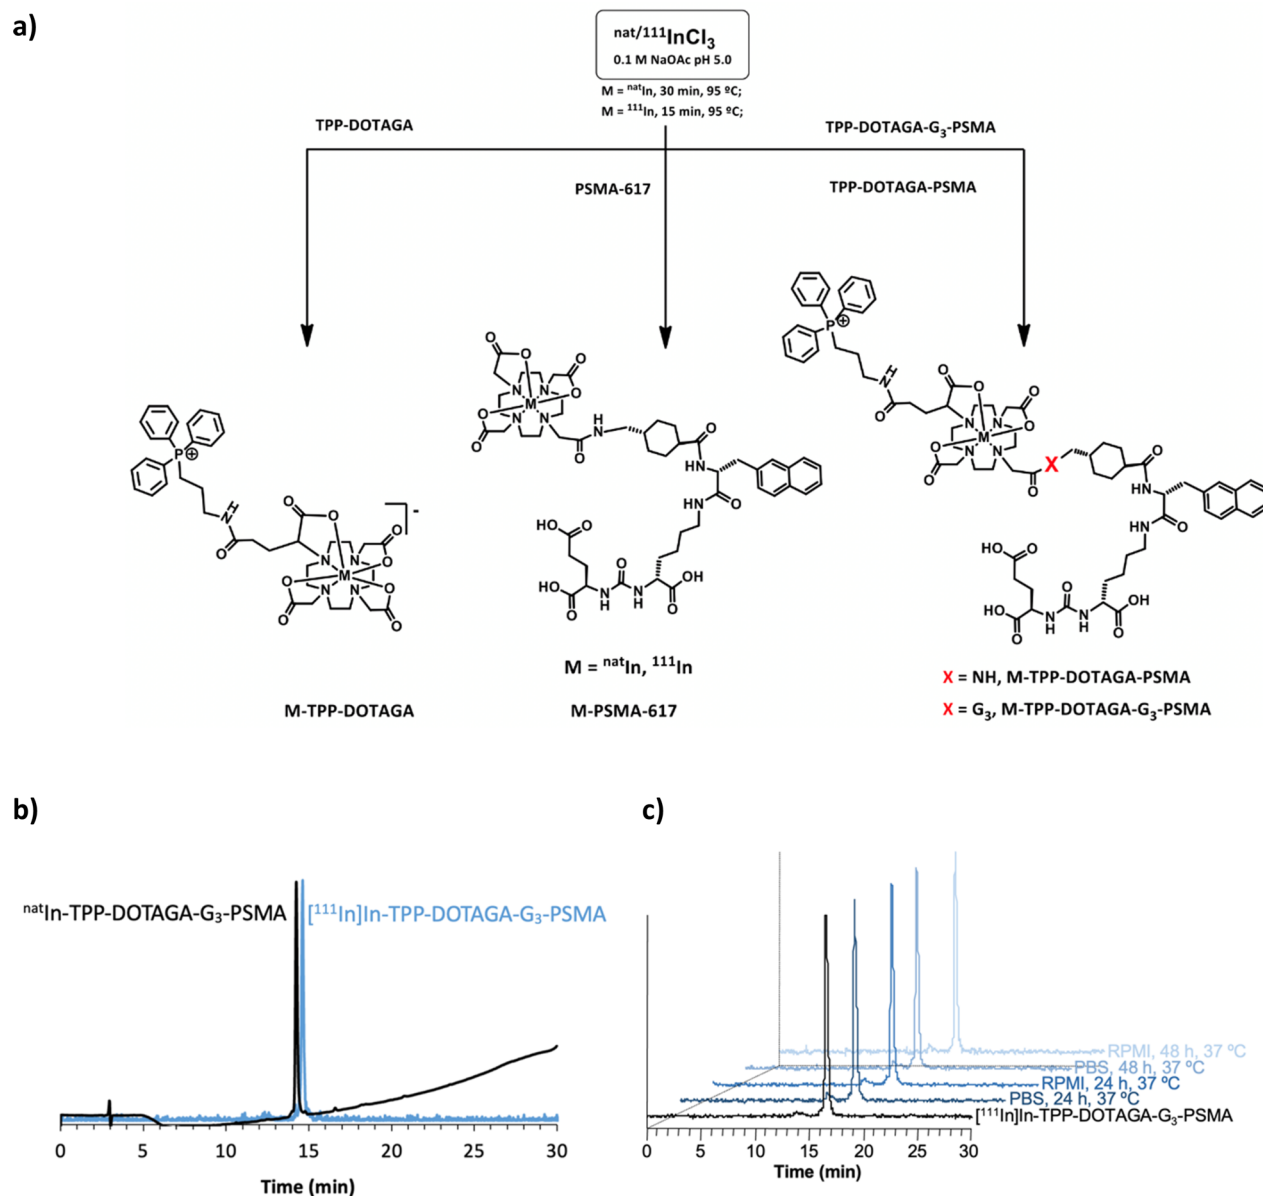 a)
nat/111InCl3
0.1 M NaOAc pH 5.0
M = natIn, 30 min, 95 ºC;
M = 111In, 15 min, 95 ºC;
TPP-DOTAGA
TPP-DOTAGA-G3-PSMA
PSMA-617
TPP-DOTAGA-PSMA
M = natIn, 111In
X = NH, M-TPP-DOTAGA-PSMA
M-TPP-DOTAGA
M-PSMA-617
X = G3, M-TPP-DOTAGA-G3-PSMA
b)
natIn-TPP-DOTAGA-G3-PSMA
[111In]In-TPP-DOTAGA-G3-PSMA
0 5 10 15 20 25 30
Time (min)
c)
RPMI, 48 h, 37 ºC
PBS, 48 h, 37 ºC
RPMI, 24 h, 37 ºC
PBS, 24 h, 37 ºC
[111In]In-TPP-DOTAGA-G3-PSMA
0 5 10 15 20 25 30
Time (min)